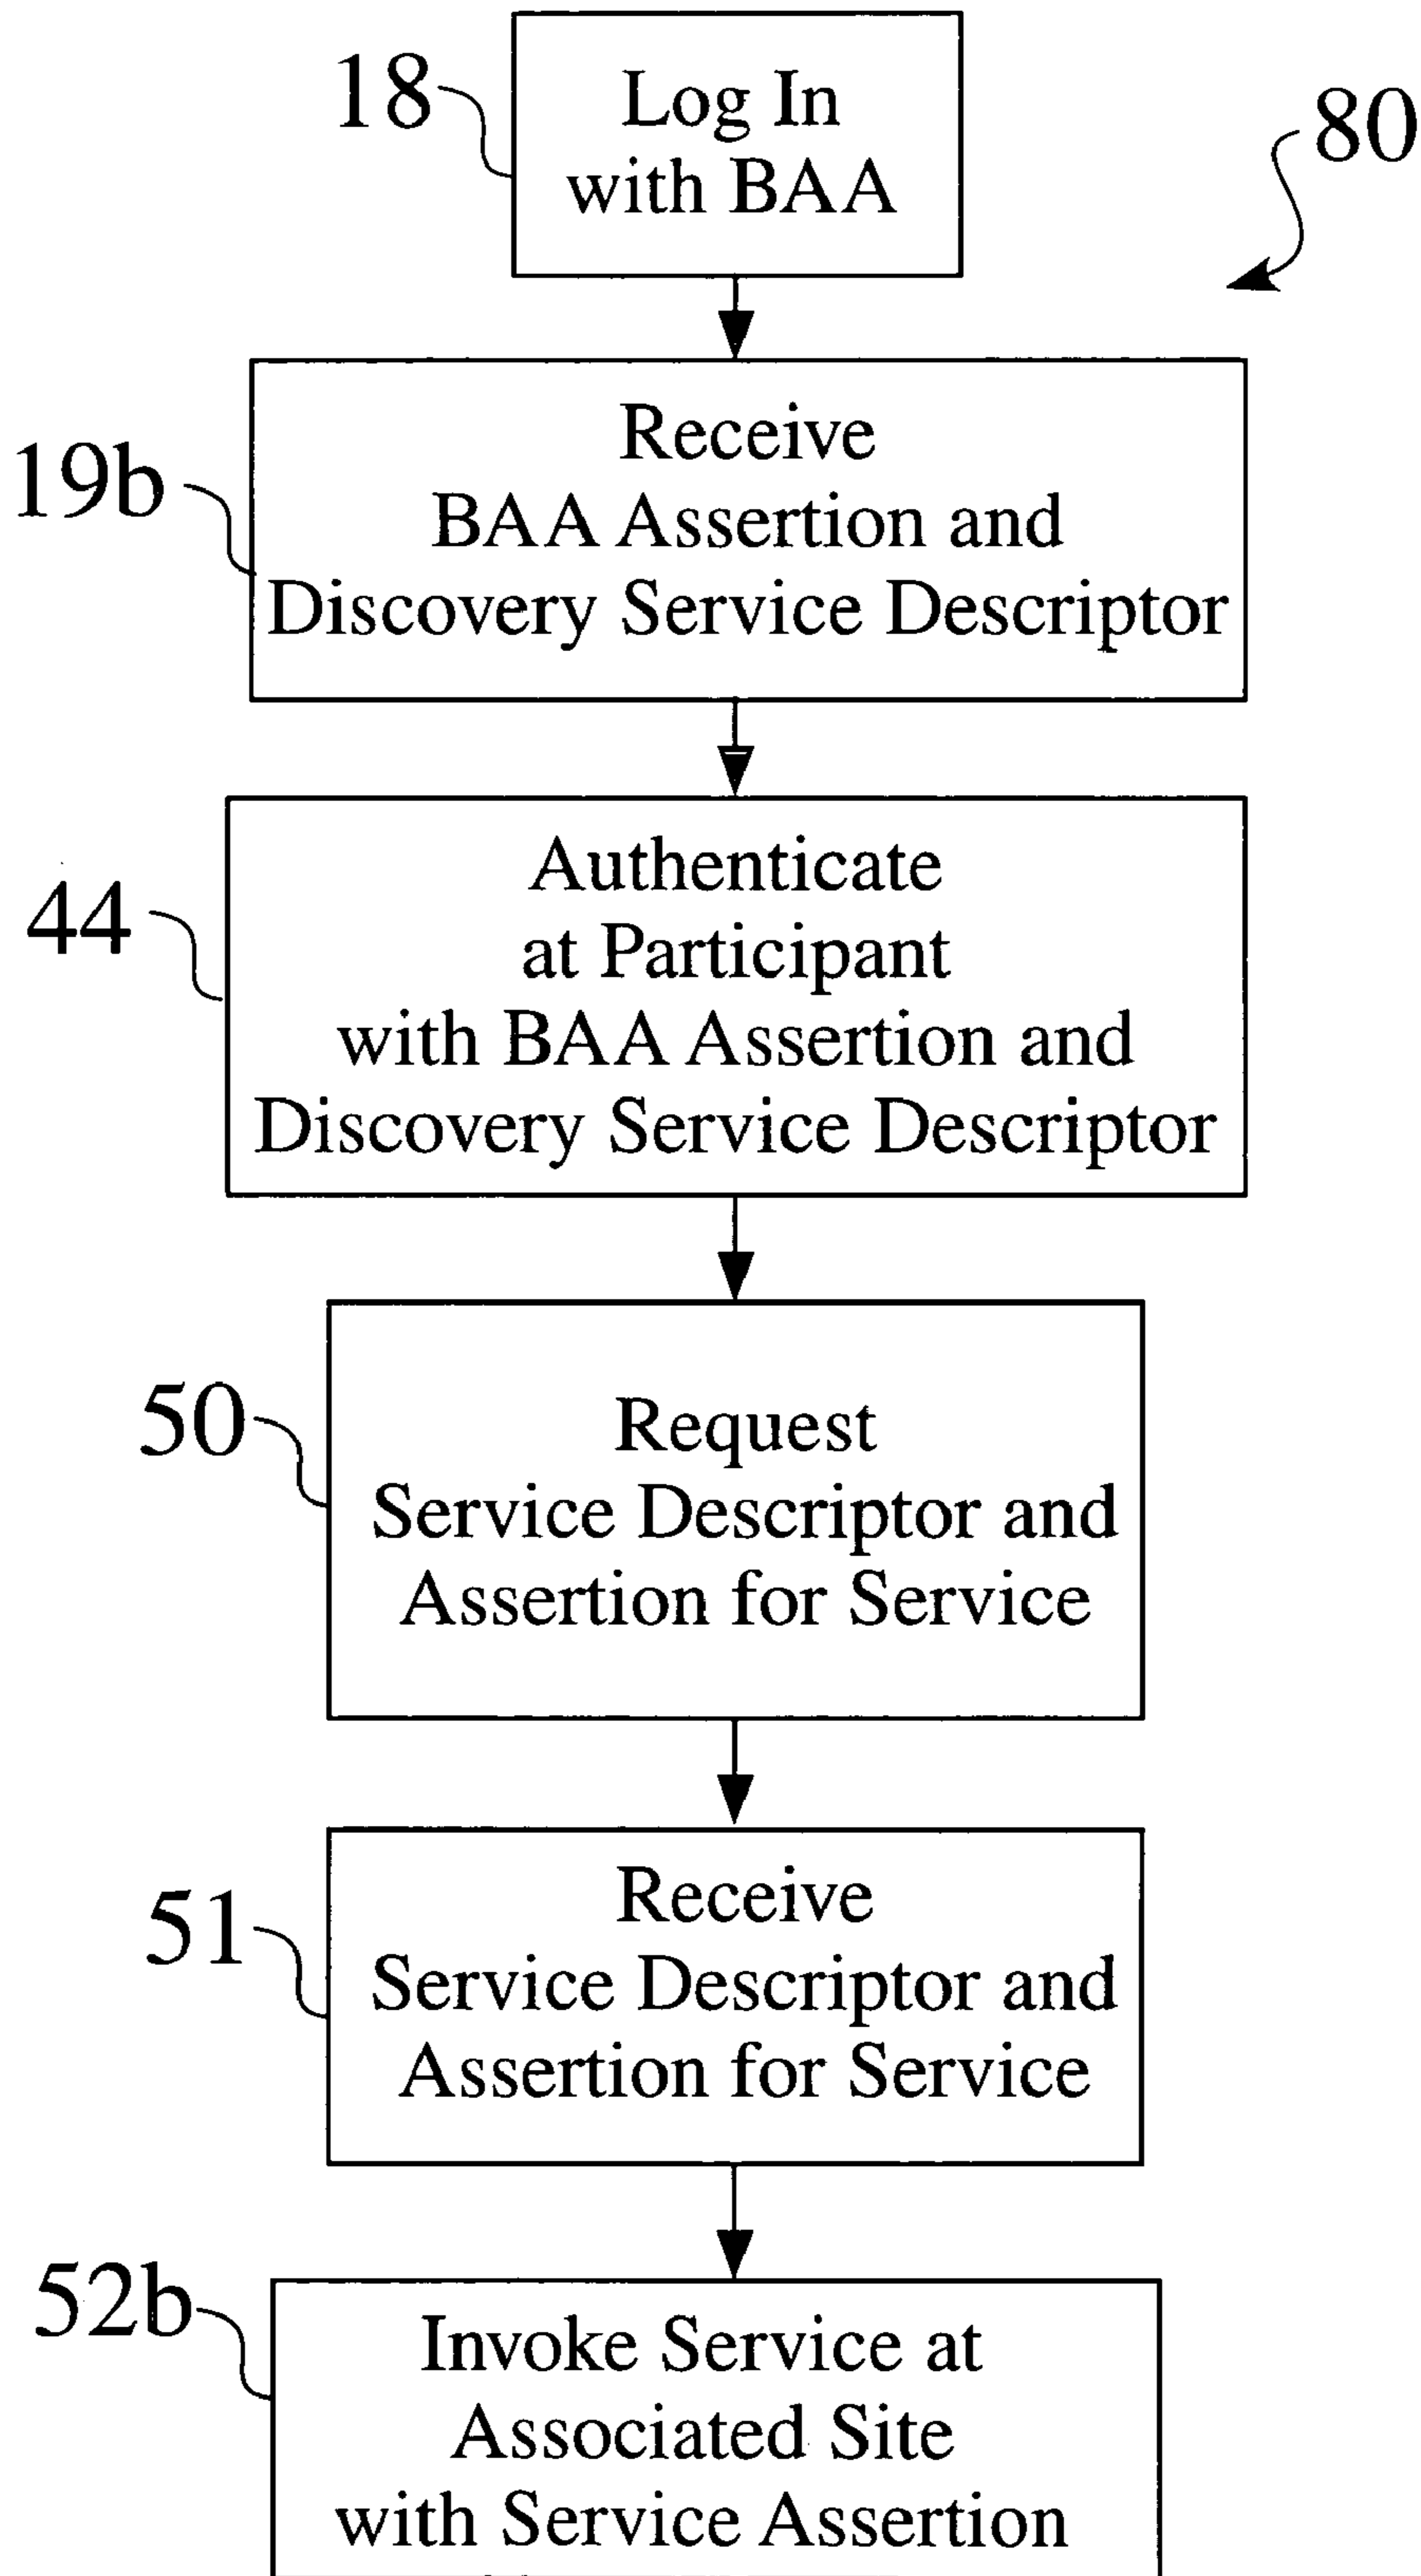 18
Log In
with BAA
80
19b
Receive
BAA Assertion and
Discovery Service Descriptor
44
Authenticate
at Participant
with BAA Assertion and
Discovery Service Descriptor
50
Request
Service Descriptor and
Assertion for Service
51
Receive
Service Descriptor and
Assertion for Service
52b
Invoke Service at
Associated Site
with Service Assertion